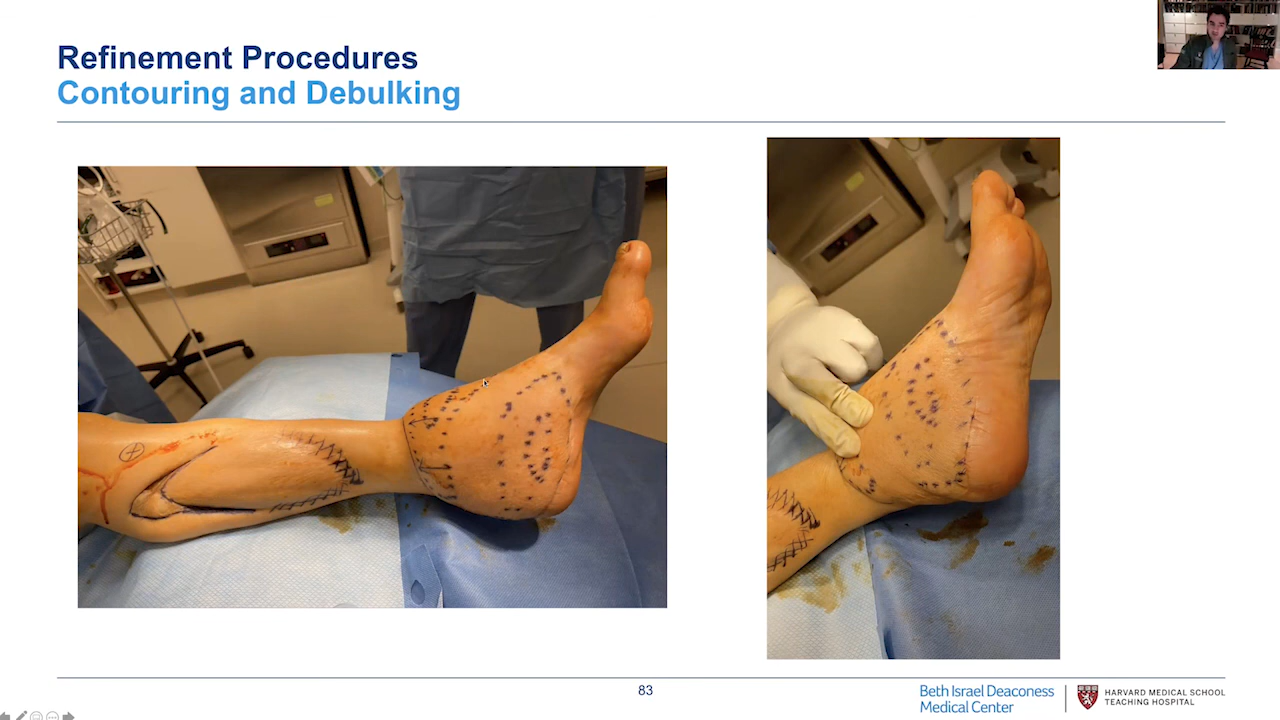 Refinement Procedures
Contouring and Debulking
83
Beth Israel Deaconess
Medical Center
HARVARD MEDICAL SCHOOL
TEACHING HOSPITAL